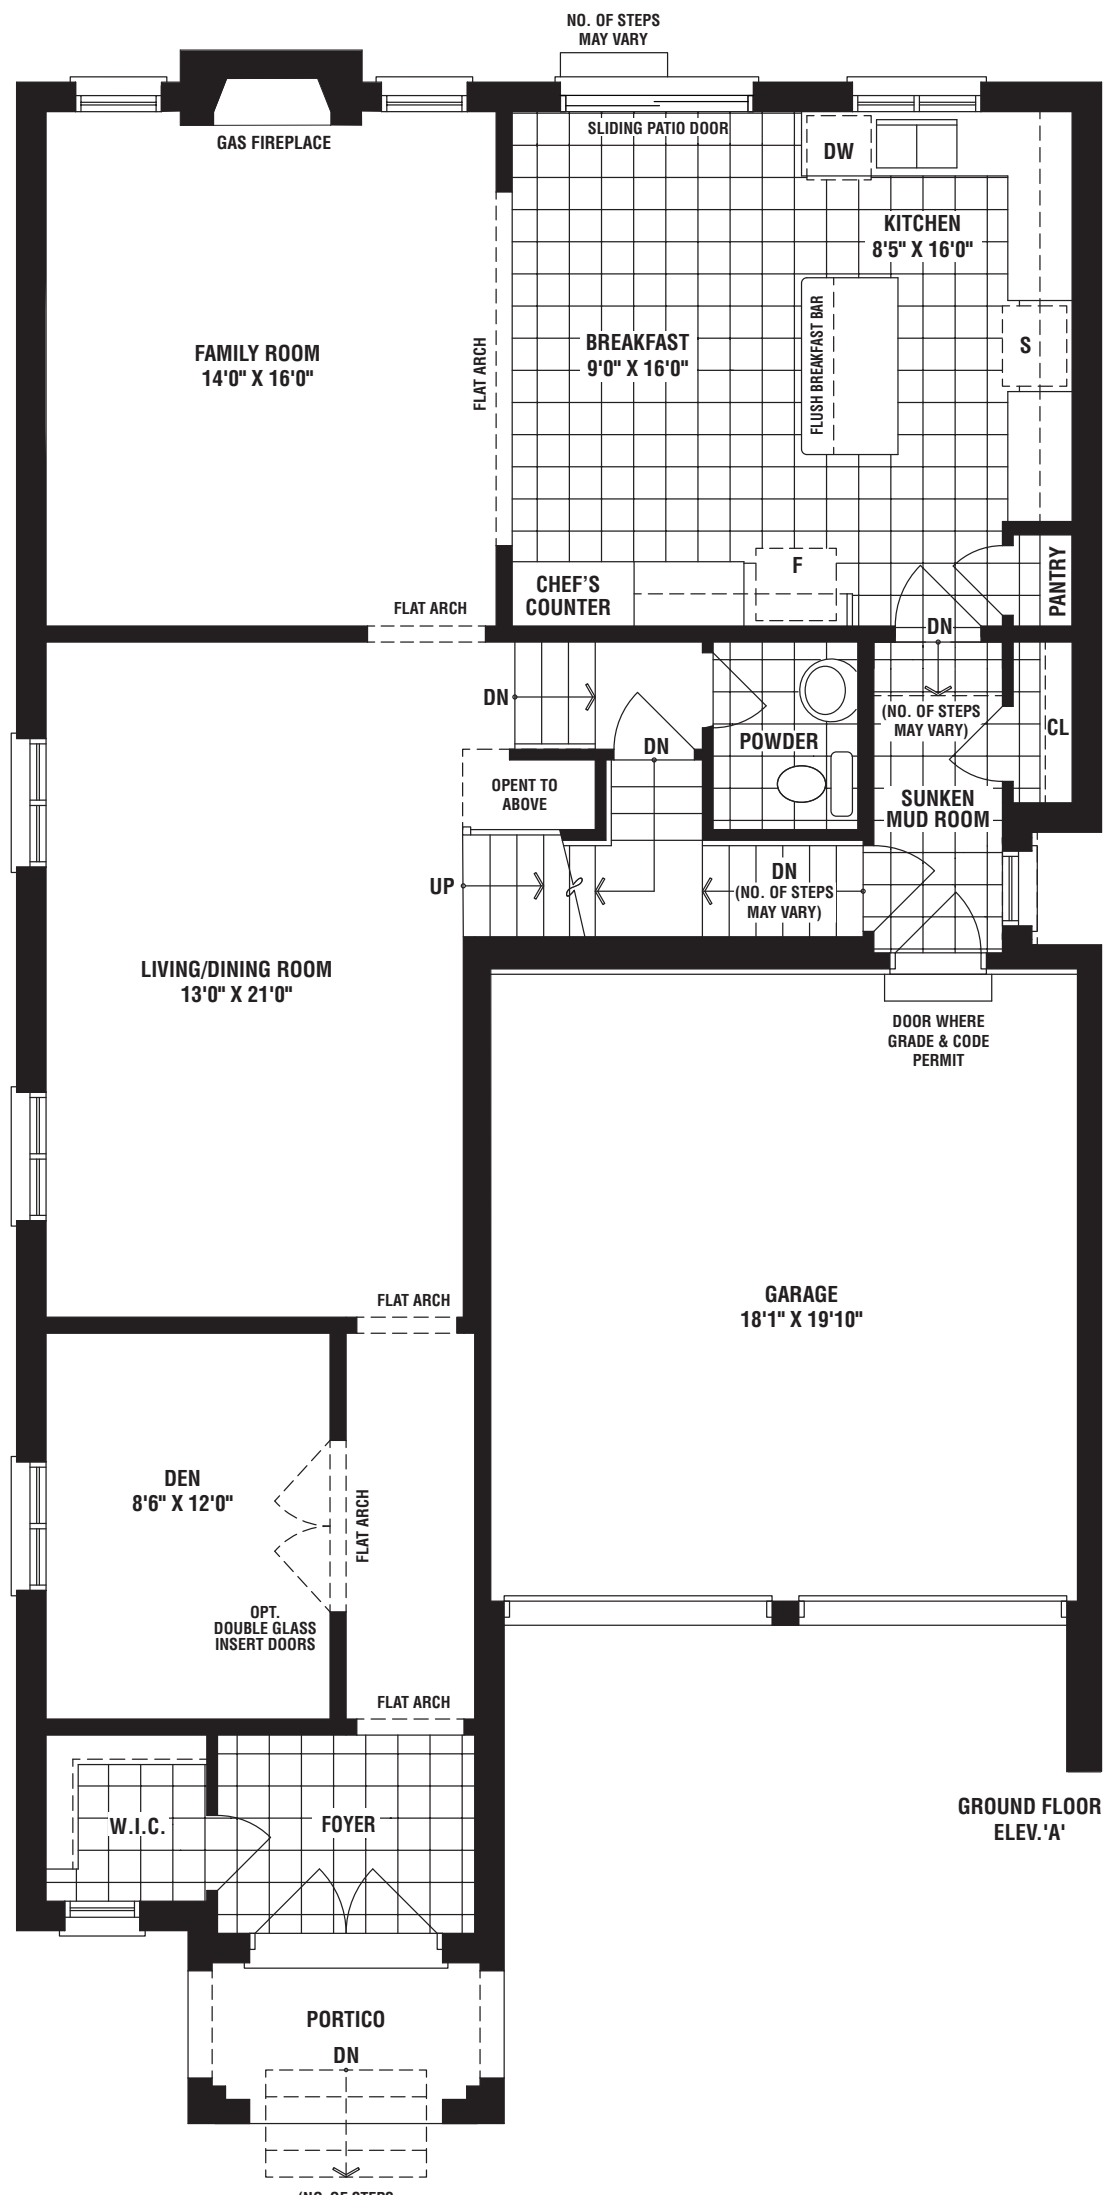 NO. OF STEPS
MAY VARY
GAS FIREPLACE
SLIDING PATIO DOOR
DW
KITCHEN
8'5" X 16'0"
FAMILY ROOM
14'0" X 16'0"
FLAT ARCH
BREAKFAST
9'0" X 16'0"
FLUSH BREAKFAST BAR
S
CHEF'S
COUNTER
F
PANTRY
FLAT ARCH
DN
DN
DN
(NO. OF STEPS
MAY VARY)
CL
POWDER
OPENT TO
ABOVE
SUNKEN
MUD ROOM
UP
DN
(NO. OF STEPS
MAY VARY)
LIVING/DINING ROOM
13'0" X 21'0"
DOOR WHERE
GRADE & CODE
PERMIT
FLAT ARCH
GARAGE
18'1" X 19'10"
DEN
8'6" X 12'0"
FLAT ARCH
OPT.
DOUBLE GLASS
INSERT DOORS
FLAT ARCH
W.I.C.
FOYER
GROUND FLOOR
ELEV.'A'
PORTICO
DN
(NO. OF STEPS